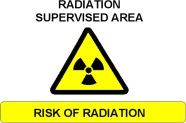 RADIATION
SUPERVISED AREA
RISK OF RADIATION